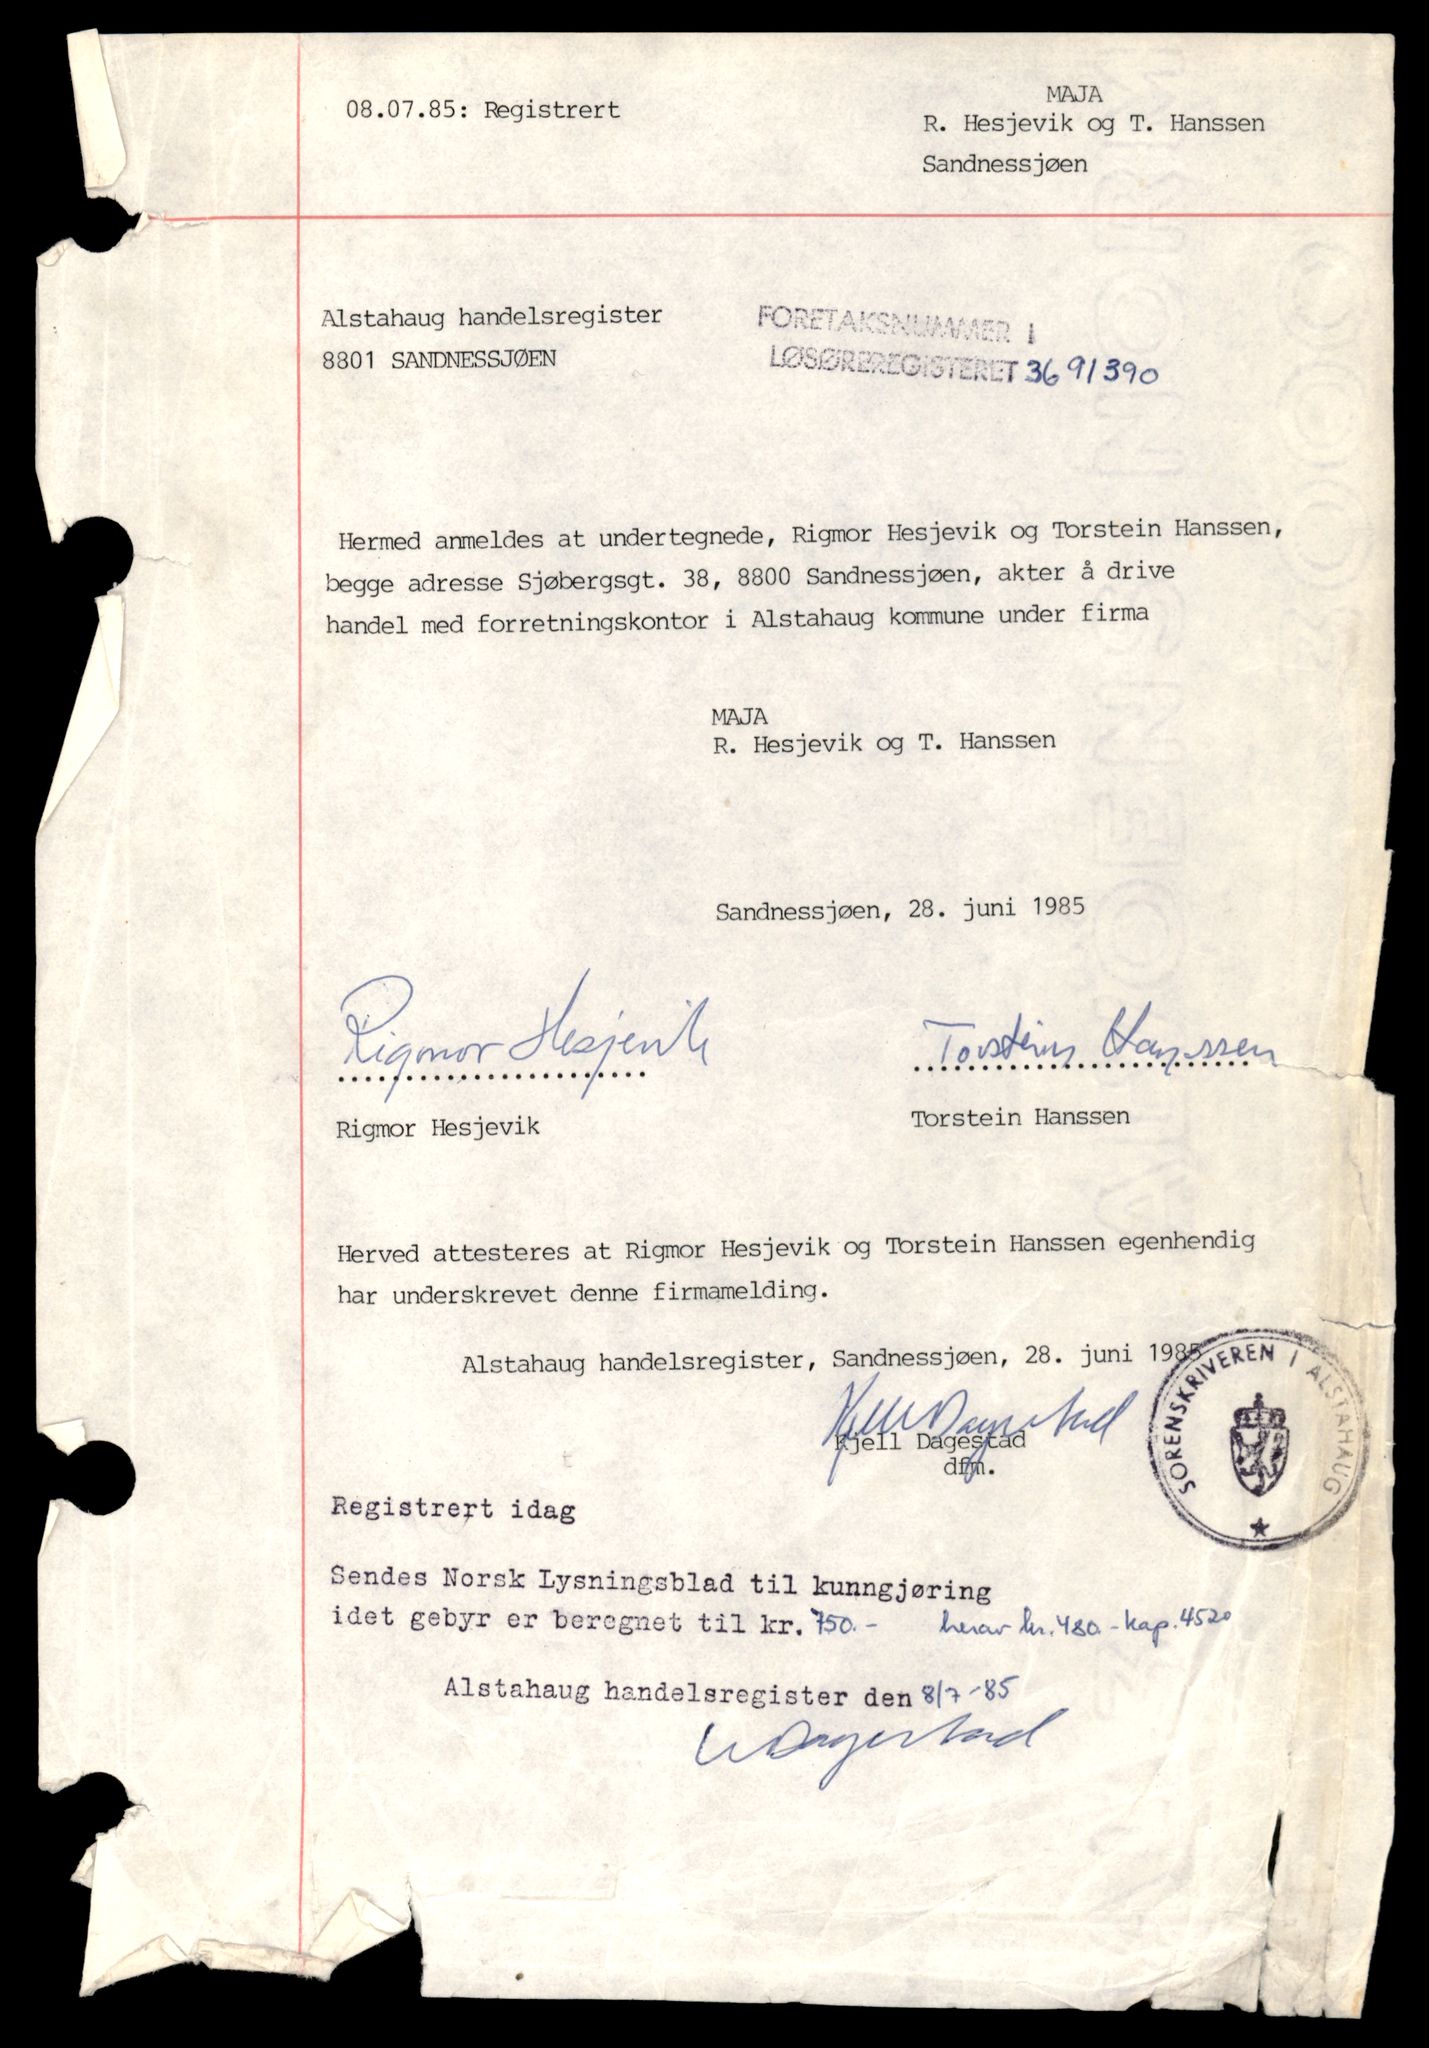 08.07.85: Registrert
MAJA
R. Hesjevik og T. Hanssen
Sandnessjøen
Alstahaug handelsregister
8801 SANDNESSJØEN
FORETAKSNUMMER I
LØSØREREGISTERET 3691390
Hermed anmeldes at undertegnede, Rigmor Hesjevik og Torstein Hanssen,
begge adresse Sjøbergsgt. 38, 8800 Sandnessjøen, akter å drive
handel med forretningskontor i Alstahaug kommune under firma
MAJA
R. Hesjevik og T. Hanssen
Sandnessjøen, 28. juni 1985
Rigmor Hesjevik Torstein Hanssen
Rigmor Hesjevik
Torstein Hanssen
Herved attesteres at Rigmor Hesjevik og Torstein Hanssen egenhendig
har underskrevet denne firmamelding.
Alstahaug handelsregister, Sandnessjøen, 28. juni 1985
Kjell Dagestad
Kjell Dagestad
dfm.
SORENSKRIVEREN I ALSTAHAUG
Registrert idag
Sendes Norsk Lysningsblad til kunngjøring
idet gebyr er beregnet til kr. 750.- herav kr. 480.- kap. 4520
Alstahaug handelsregister den 8/7-85
Dagestad